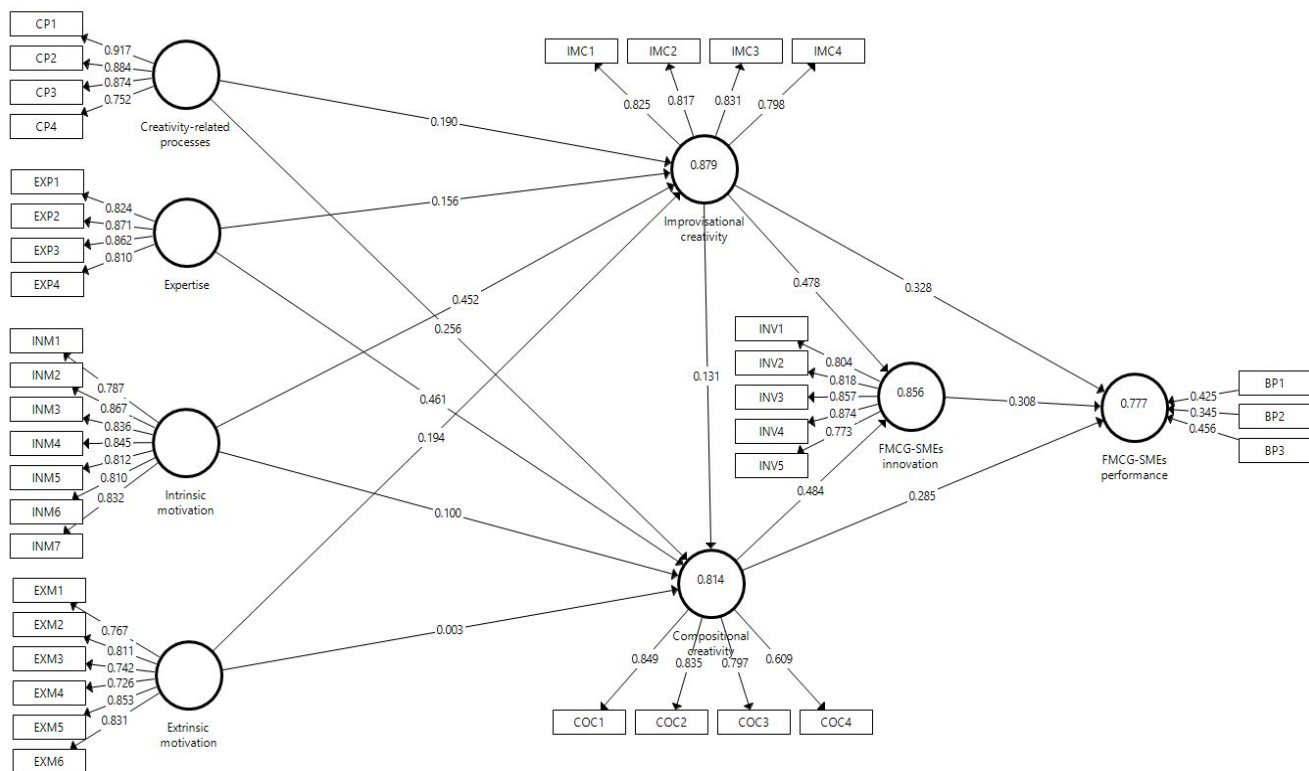 CP1
CP2
CP3
CP4
0.917
0.884
0.874
0.752
Creativity-related
processes
EXP1
EXP2
EXP3
EXP4
0.824
0.871
0.862
0.810
Expertise
INM1
INM2
INM3
INM4
INM5
INM6
INM7
0.787
0.867
0.836
0.845
0.812
0.810
0.832
Intrinsic
motivation
EXM1
EXM2
EXM3
EXM4
EXM5
EXM6
0.767
0.811
0.742
0.726
0.853
0.831
Extrinsic
motivation
0.190
0.156
0.452
0.256
0.461
0.194
0.100
0.003
IMC1
IMC2
IMC3
IMC4
0.825
0.817
0.831
0.798
0.879
Improvisational
creativity
0.478
0.328
0.131
INV1
INV2
INV3
INV4
INV5
0.804
0.818
0.857
0.874
0.773
0.856
FMCG-SMEs
innovation
0.308
0.484
0.285
0.777
FMCG-SMEs
performance
0.425
0.345
0.456
BP1
BP2
BP3
0.814
Compositional
creativity
0.849
0.835
0.797
0.609
COC1
COC2
COC3
COC4